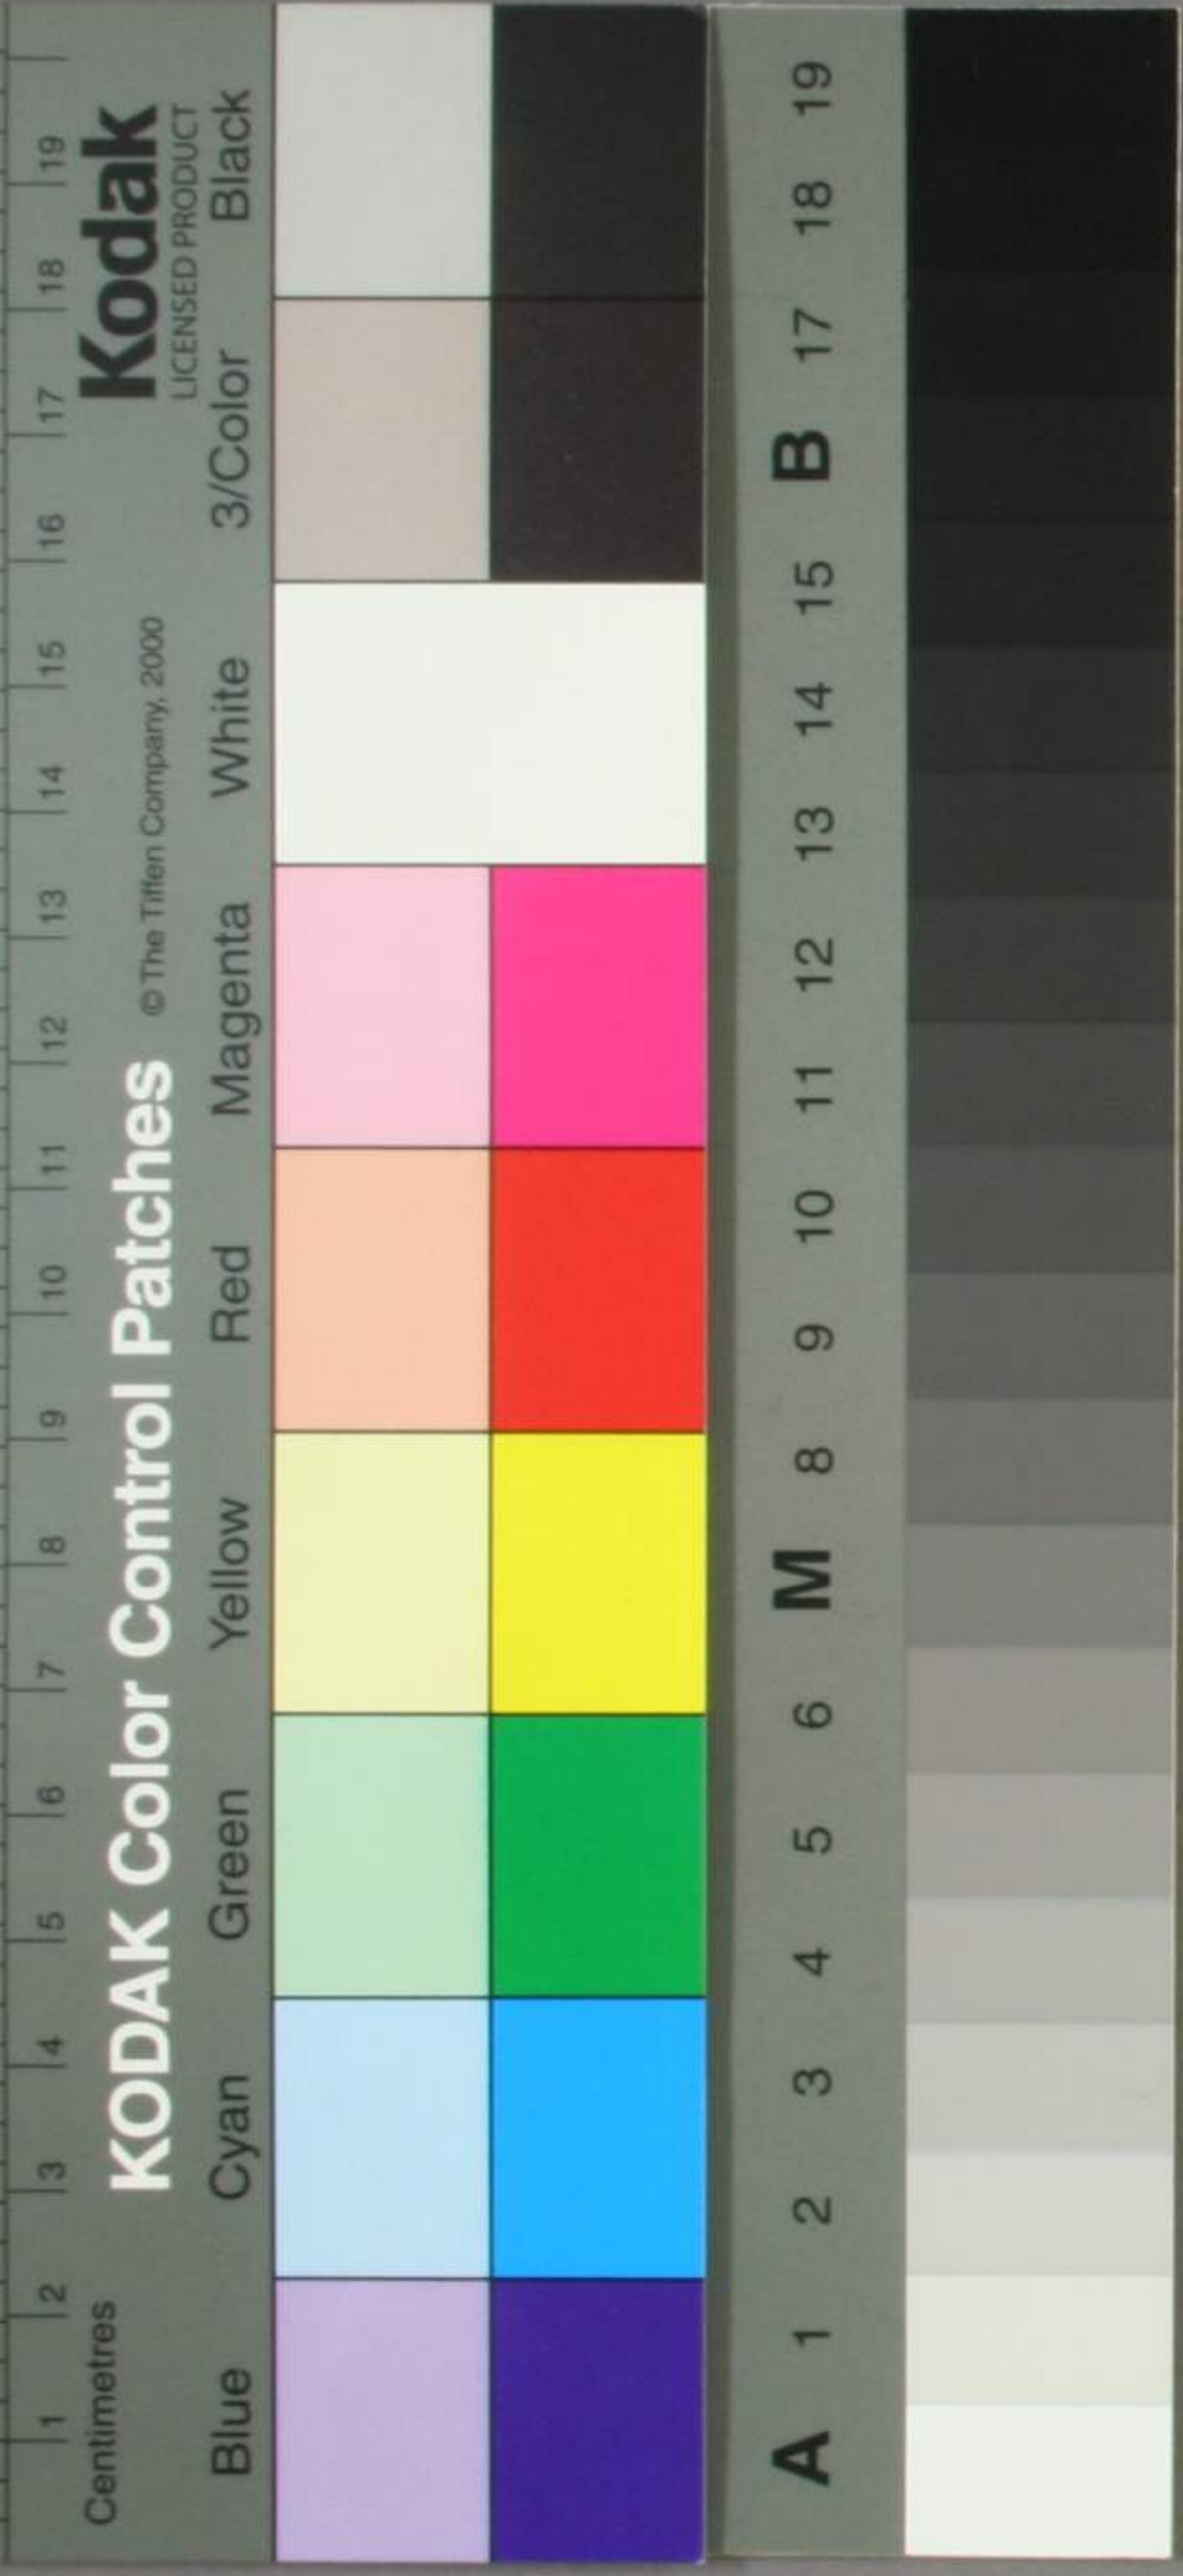 1 2 3 4 5 6 7 8 9 10 11 12 13 14 15 16 17 18 19
Centimetres
Kodak
LICENSED PRODUCT
KODAK Color Control Patches © The Tiffen Company, 2000
Blue Cyan Green Yellow Red Magenta White 3/Color Black
A 1 2 3 4 5 6 M 8 9 10 11 12 13 14 15 B 17 18 19